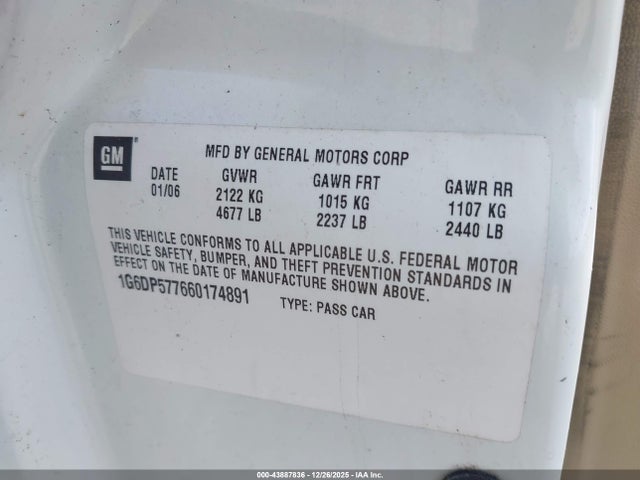 GM
MFD BY GENERAL MOTORS CORP
DATE GVWR GAWR FRT GAWR RR
01/06 2122 KG 1015 KG 1107 KG
4677 LB 2237 LB 2440 LB
THIS VEHICLE CONFORMS TO ALL APPLICABLE U.S. FEDERAL MOTOR
VEHICLE SAFETY, BUMPER, AND THEFT PREVENTION STANDARDS IN
EFFECT ON THE DATE OF MANUFACTURE SHOWN ABOVE.
1G6DP577660174891 TYPE: PASS CAR
000-43887836 - 12/26/2025 - IAA Inc.